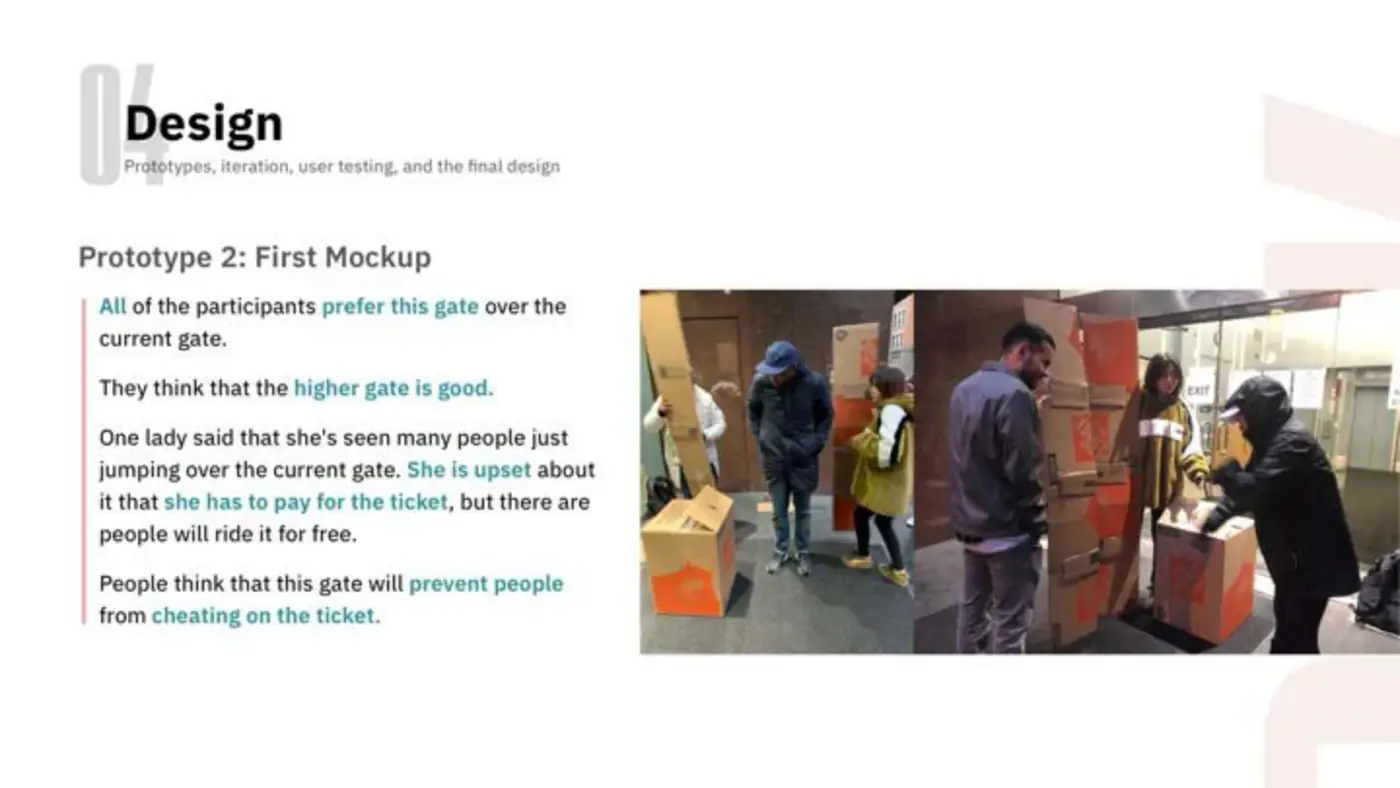 04
Design
Prototypes, iteration, user testing, and the final design
Prototype 2: First Mockup
All of the participants prefer this gate over the
current gate.
They think that the higher gate is good.
One lady said that she's seen many people just
jumping over the current gate. She is upset about
it that she has to pay for the ticket, but there are
people will ride it for free.
People think that this gate will prevent people
from cheating on the ticket.
EXIT